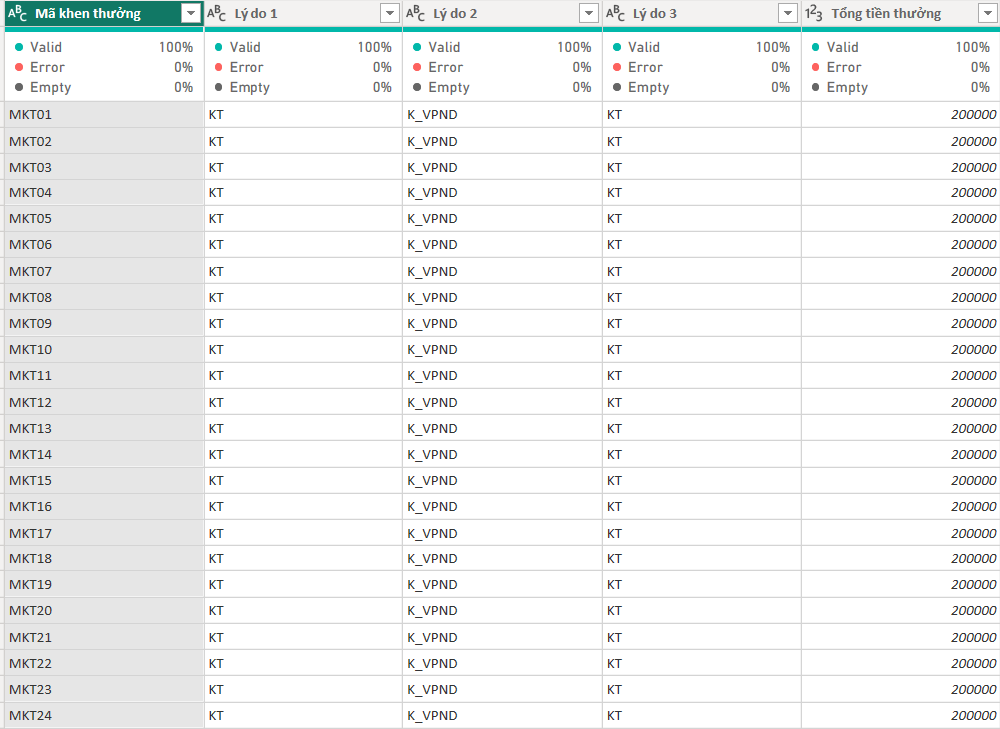 ABC Mã khen thưởng ABC Lý do 1 ABC Lý do 2 ABC Lý do 3 123 Tổng tiền thưởng
Valid 100% Valid 100% Valid 100% Valid 100% Valid 100%
Error 0% Error 0% Error 0% Error 0% Error 0%
Empty 0% Empty 0% Empty 0% Empty 0% Empty 0%
MKT01 KT K_VPND KT 200000
MKT02 KT K_VPND KT 200000
MKT03 KT K_VPND KT 200000
MKT04 KT K_VPND KT 200000
MKT05 KT K_VPND KT 200000
MKT06 KT K_VPND KT 200000
MKT07 KT K_VPND KT 200000
MKT08 KT K_VPND KT 200000
MKT09 KT K_VPND KT 200000
MKT10 KT K_VPND KT 200000
MKT11 KT K_VPND KT 200000
MKT12 KT K_VPND KT 200000
MKT13 KT K_VPND KT 200000
MKT14 KT K_VPND KT 200000
MKT15 KT K_VPND KT 200000
MKT16 KT K_VPND KT 200000
MKT17 KT K_VPND KT 200000
MKT18 KT K_VPND KT 200000
MKT19 KT K_VPND KT 200000
MKT20 KT K_VPND KT 200000
MKT21 KT K_VPND KT 200000
MKT22 KT K_VPND KT 200000
MKT23 KT K_VPND KT 200000
MKT24 KT K_VPND KT 200000